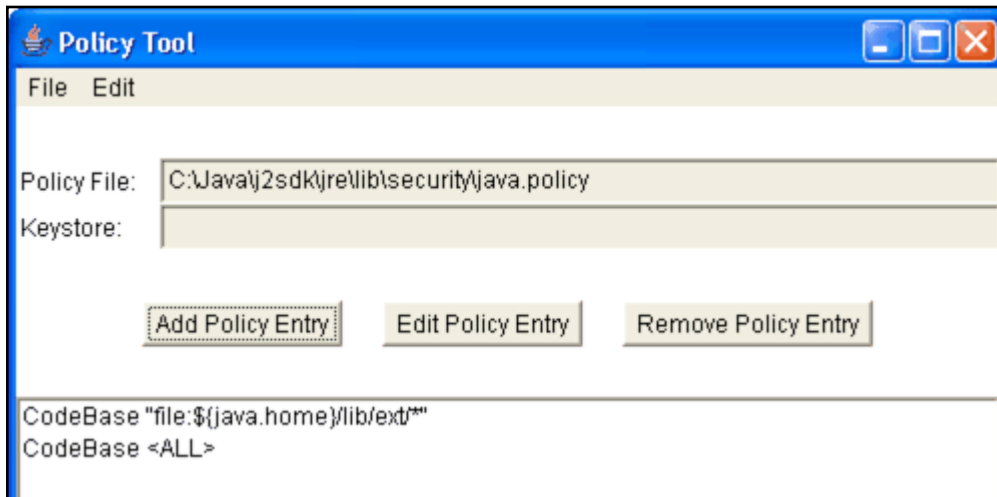 Policy Tool
File Edit
Policy File: C:\Java\j2sdk\jre\lib\security\java.policy
Keystore:
Add Policy Entry Edit Policy Entry Remove Policy Entry
CodeBase "file:${java.home}/lib/ext/*"
CodeBase <ALL>